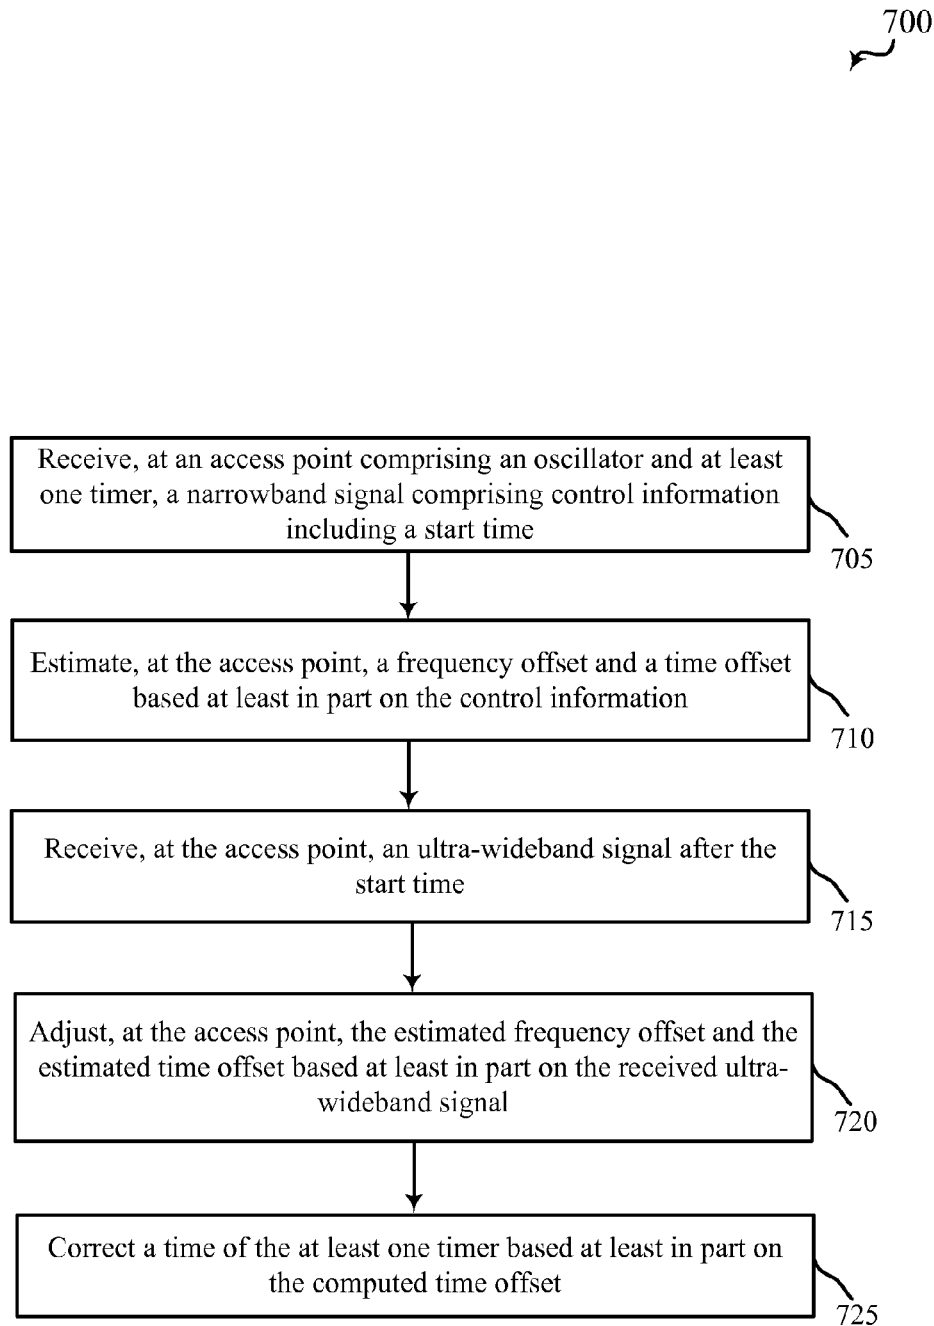 700
Receive, at an access point comprising an oscillator and at least
one timer, a narrowband signal comprising control information
including a start time
705
Estimate, at the access point, a frequency offset and a time offset
based at least in part on the control information
710
Receive, at the access point, an ultra-wideband signal after the
start time
715
Adjust, at the access point, the estimated frequency offset and the
estimated time offset based at least in part on the received ultra-
wideband signal
720
Correct a time of the at least one timer based at least in part on
the computed time offset
725